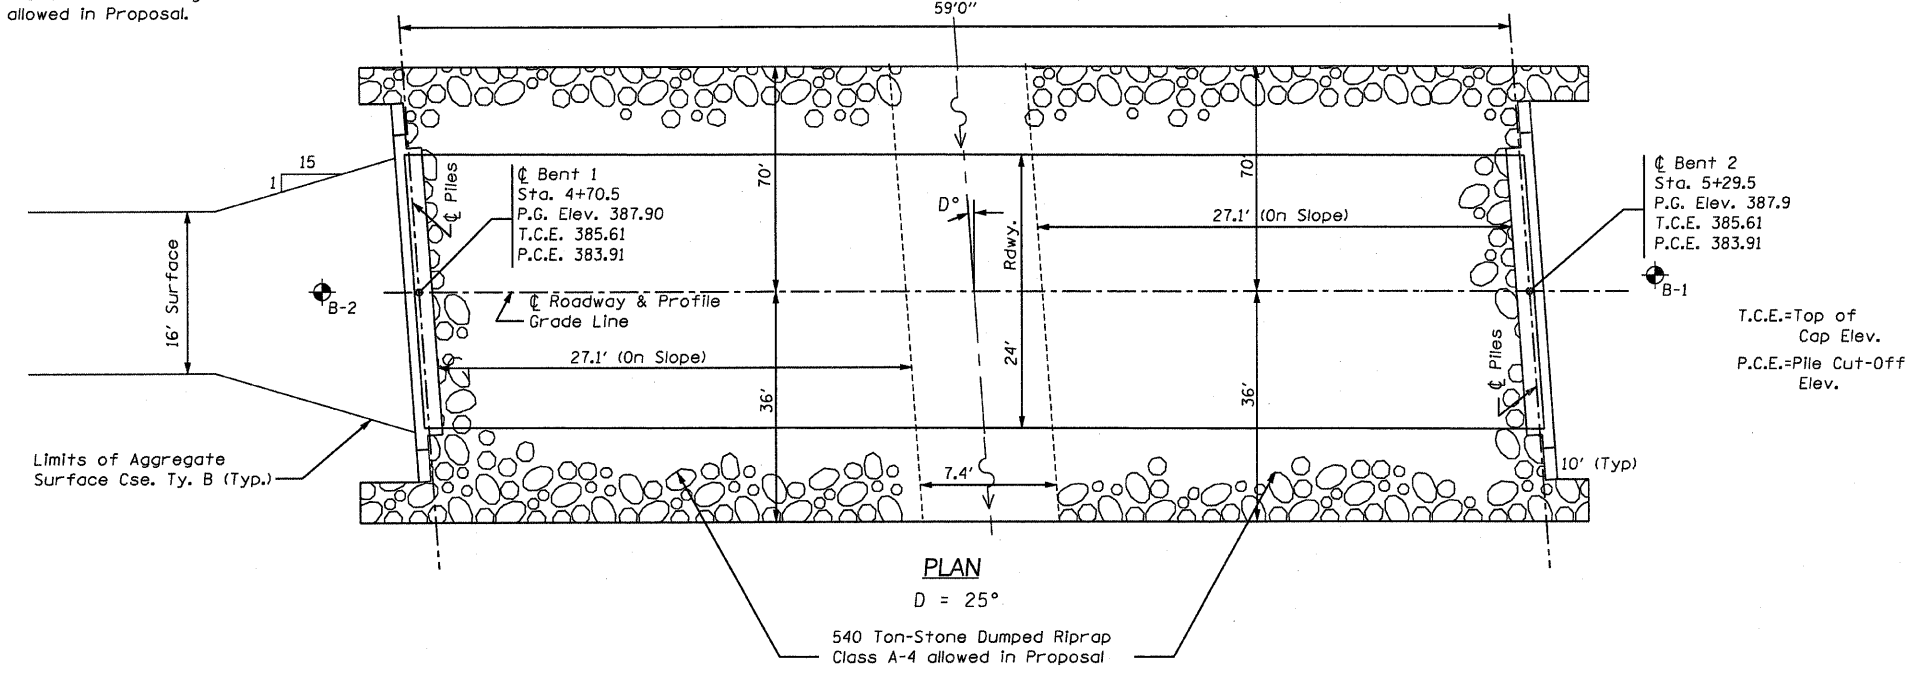 allowed in Proposal.
59'0"
15
1
16' Surface
B-2
℄ Piles
℄ Bent 1
Sta. 4+70.5
P.G. Elev. 387.90
T.C.E. 385.61
P.C.E. 383.91
℄ Roadway & Profile
Grade Line
70'
36'
27.1' (On Slope)
D°
Rdwy.
24'
27.1' (On Slope)
70'
36'
7.4'
℄ Piles
℄ Bent 2
Sta. 5+29.5
P.G. Elev. 387.9
T.C.E. 385.61
P.C.E. 383.91
B-1
T.C.E.=Top of
Cap Elev.
P.C.E.=Pile Cut-Off
Elev.
10' (Typ)
Limits of Aggregate
Surface Cse. Ty. B (Typ.)
PLAN
D = 25°
540 Ton-Stone Dumped Riprap
Class A-4 allowed in Proposal